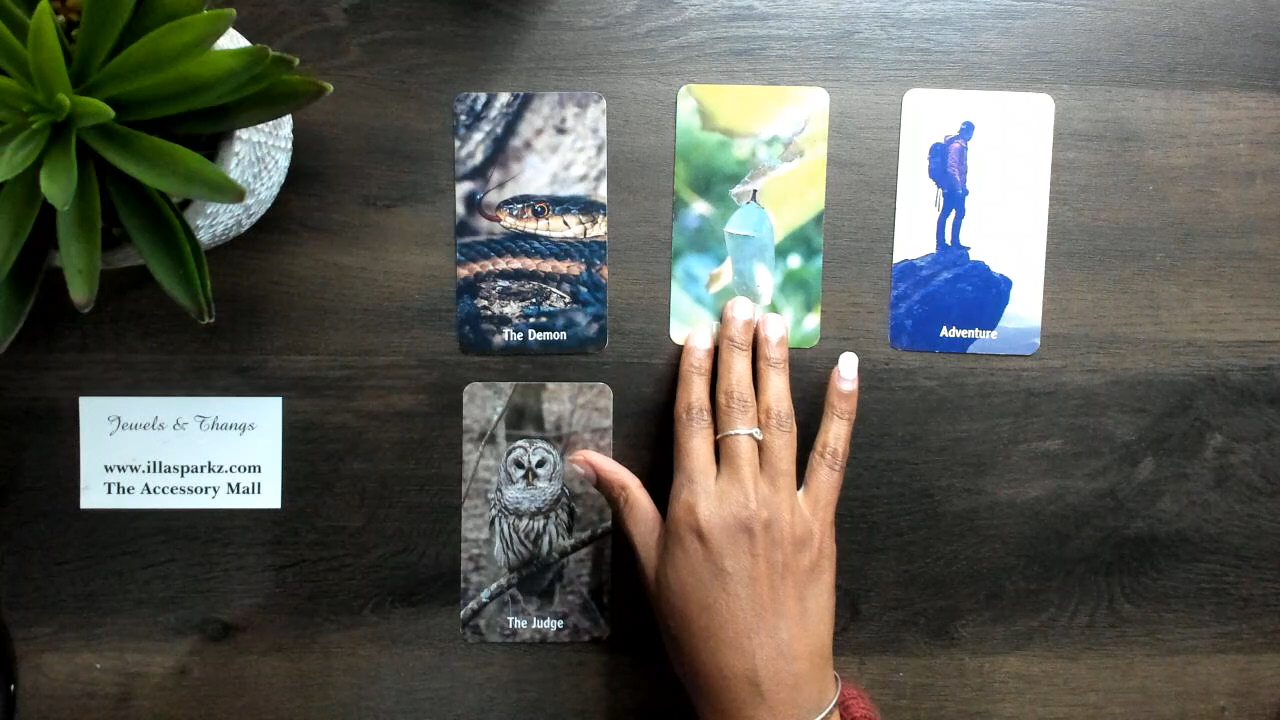 The Demon
Adventure
Jewels & Thangs
www.illasparkz.com
The Accessory Mall
The Judge